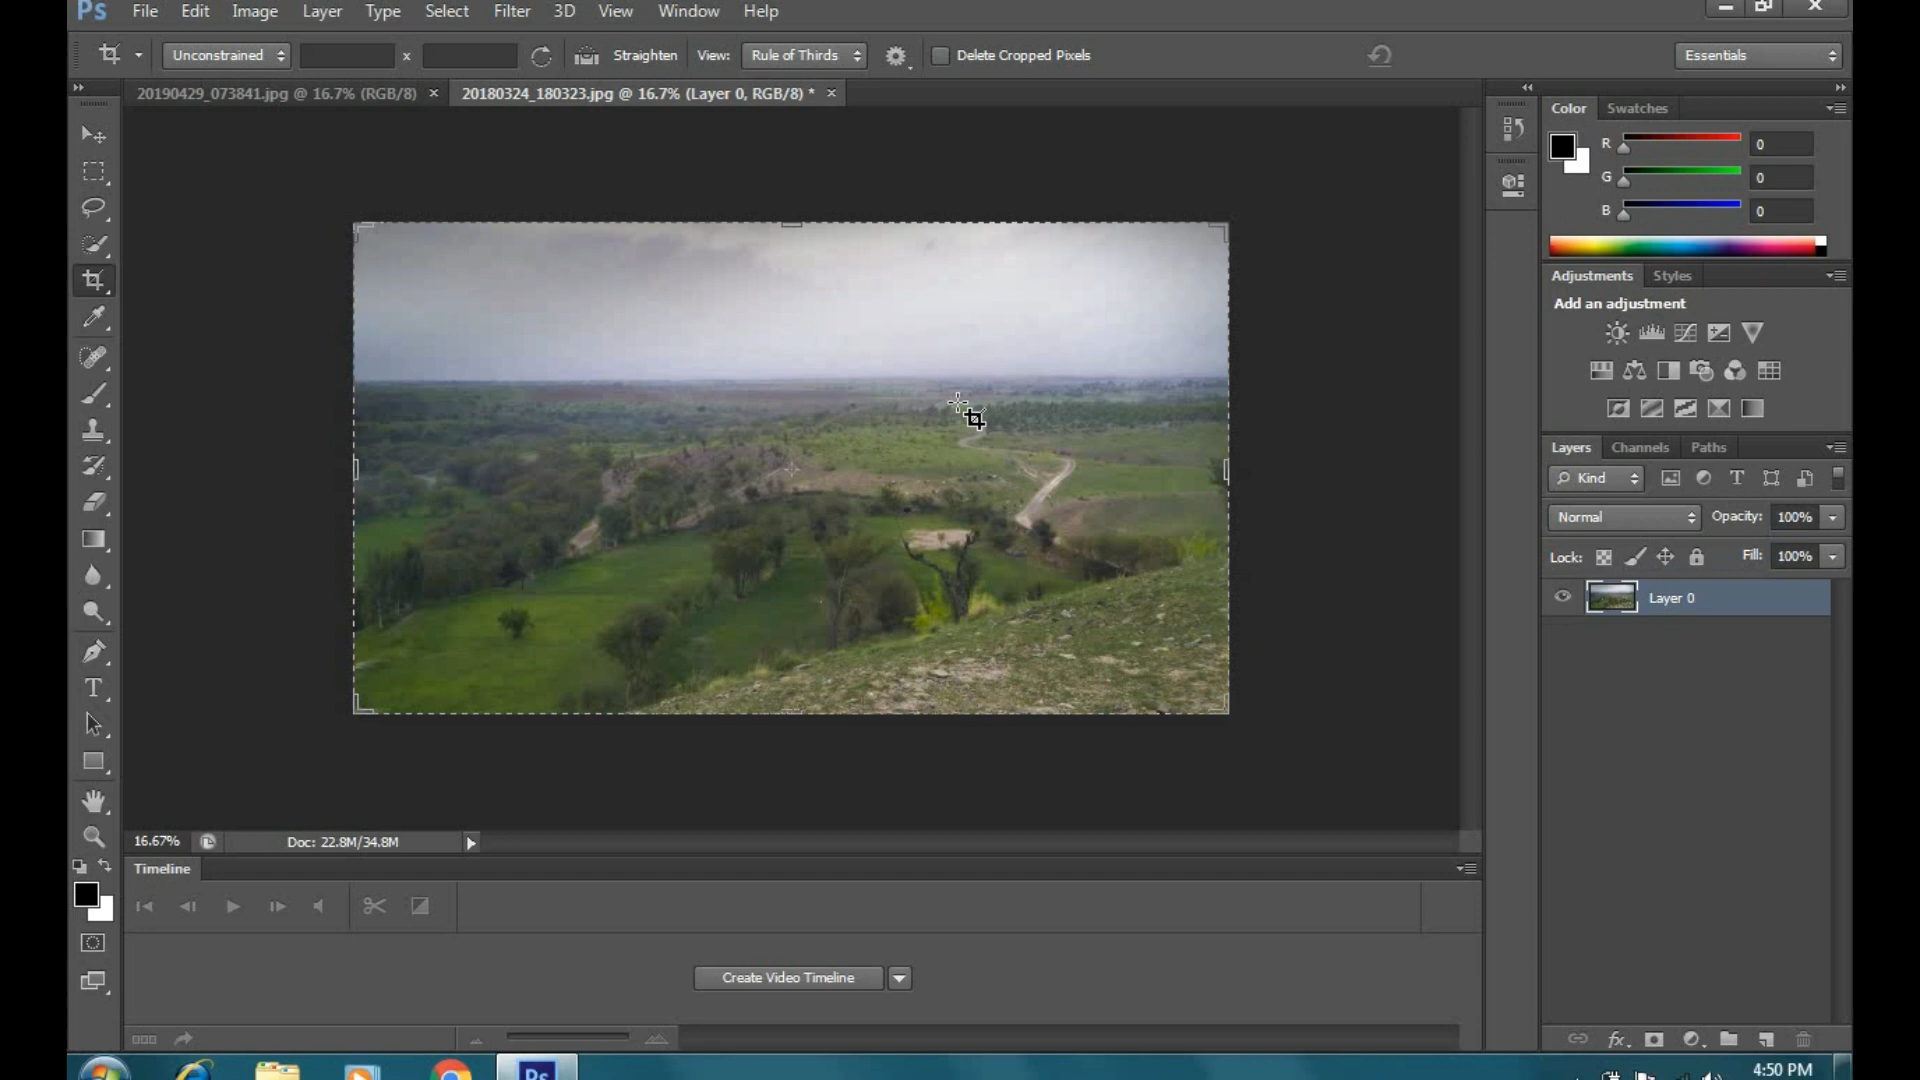 Ps File Edit Image Layer Type Select Filter 3D View Window Help
Unconstrained x Straighten View: Rule of Thirds Delete Cropped Pixels Essentials
20190429_073841.jpg @ 16.7% (RGB/8) × 20180324_180323.jpg @ 16.7% (Layer 0, RGB/8) * ×
Color Swatches
R 0
G 0
B 0
Adjustments Styles
Add an adjustment
Layers Channels Paths
Kind
Normal Opacity: 100%
Lock: Fill: 100%
Layer 0
16.67% Doc: 22.8M/34.8M
Timeline
Create Video Timeline
fx
Ps 4:50 PM